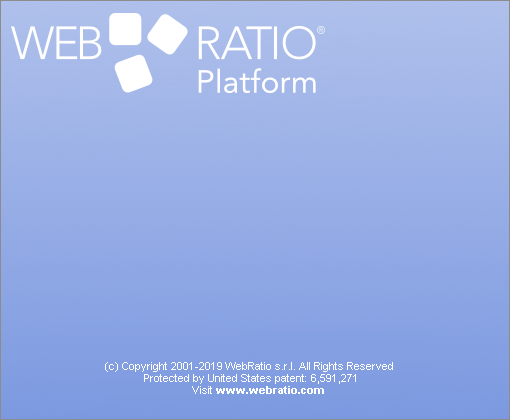 WEB RATIO®
Platform
(c) Copyright 2001-2019 WebRatio s.r.l. All Rights Reserved
Protected by United States patent: 6,591,271
Visit www.webratio.com